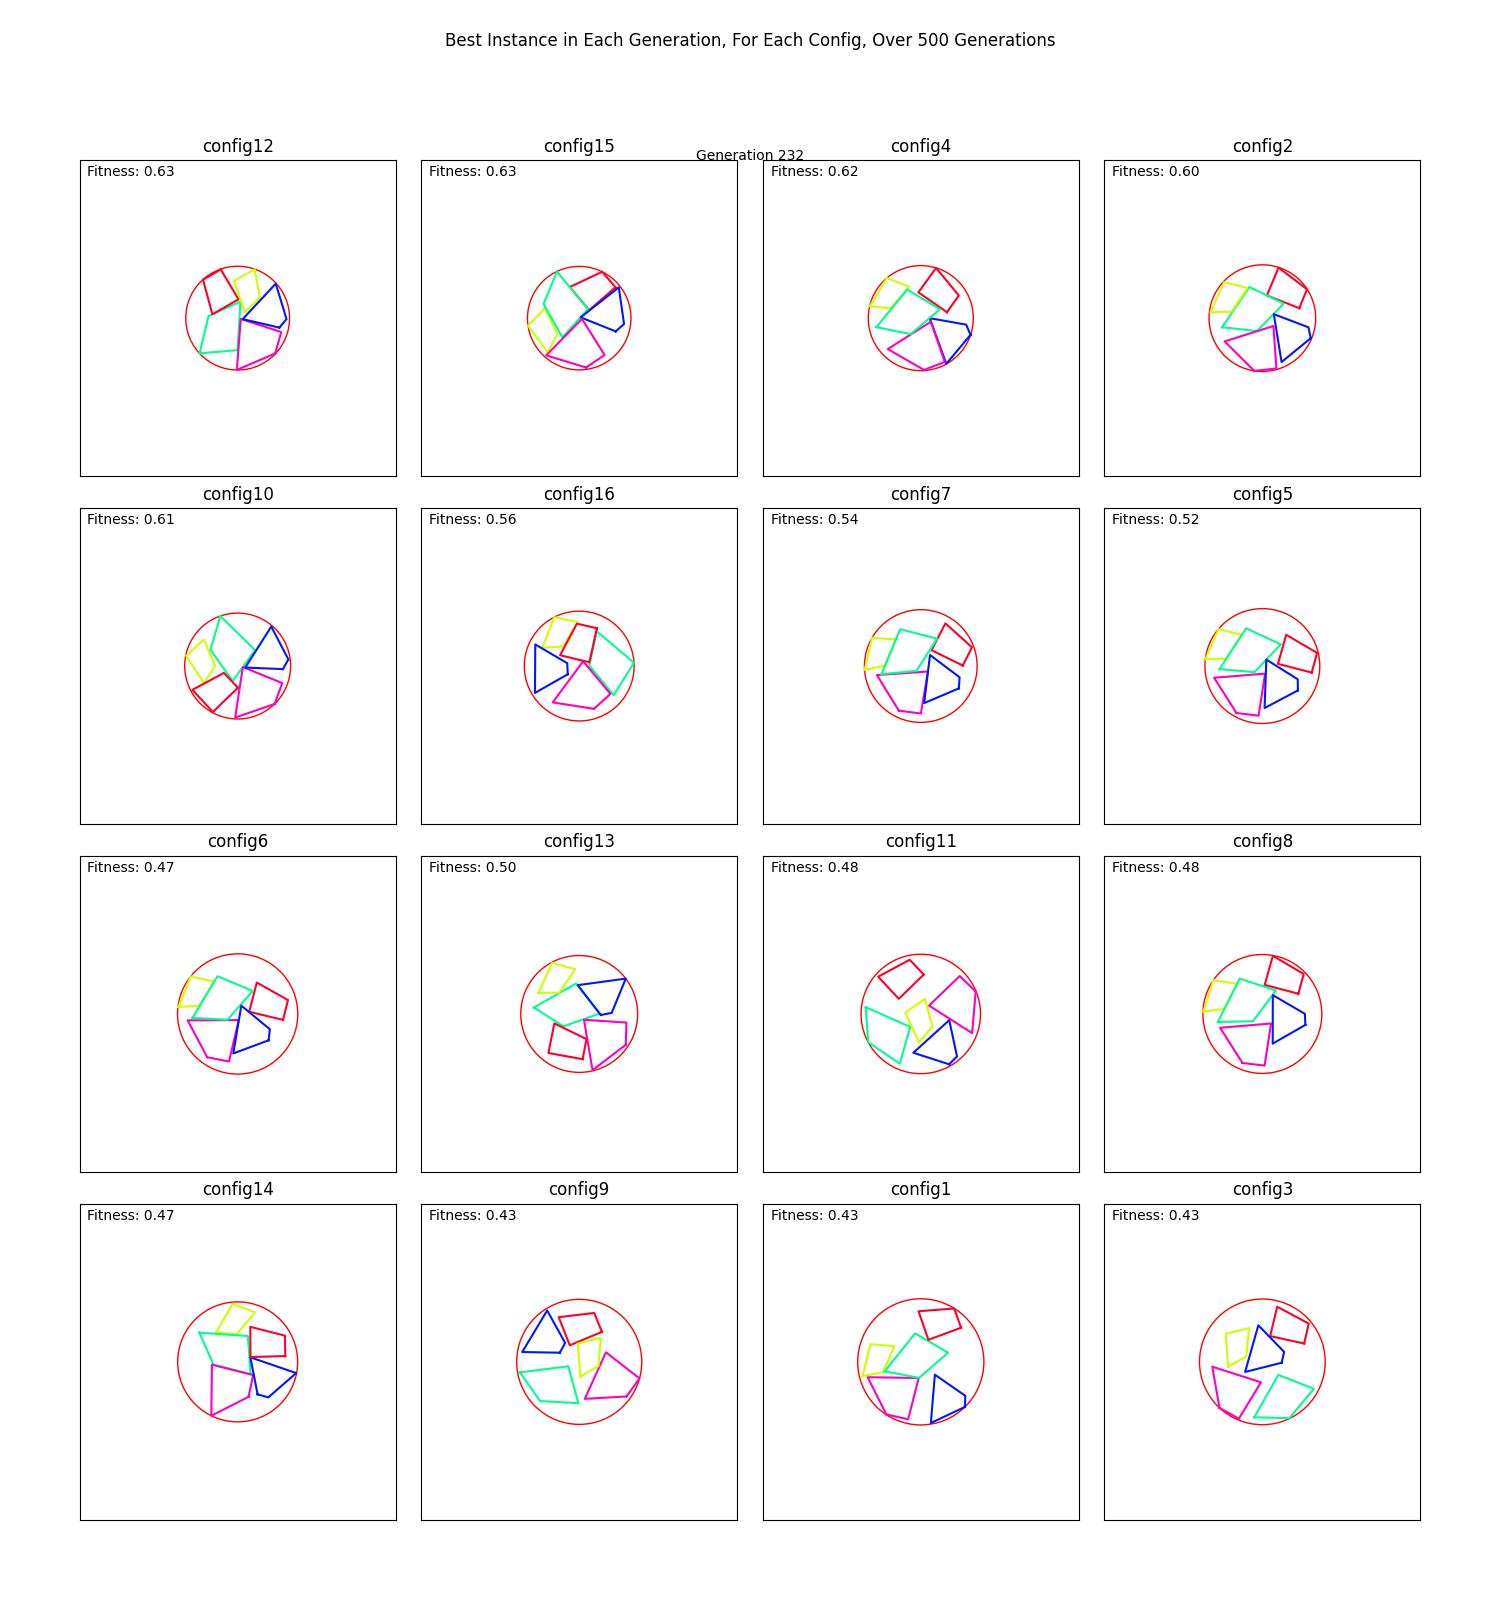 Best Instance in Each Generation, For Each Config, Over 500 Generations
Generation 232
config12
Fitness: 0.63
config15
Fitness: 0.63
config4
Fitness: 0.62
config2
Fitness: 0.60
config10
Fitness: 0.61
config16
Fitness: 0.56
config7
Fitness: 0.54
config5
Fitness: 0.52
config6
Fitness: 0.47
config13
Fitness: 0.50
config11
Fitness: 0.48
config8
Fitness: 0.48
config14
Fitness: 0.47
config9
Fitness: 0.43
config1
Fitness: 0.43
config3
Fitness: 0.43